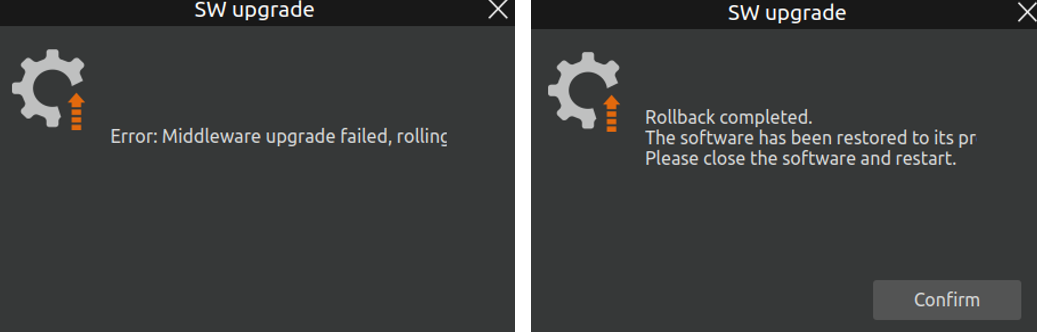 SW upgrade
Error: Middleware upgrade failed, rolling
SW upgrade
Rollback completed.
The software has been restored to its pr
Please close the software and restart.
Confirm